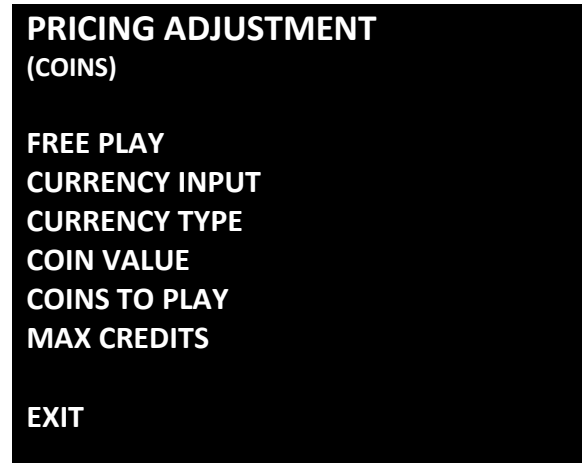 PRICING ADJUSTMENT
(COINS)
FREE PLAY
CURRENCY INPUT
CURRENCY TYPE
COIN VALUE
COINS TO PLAY
MAX CREDITS
EXIT